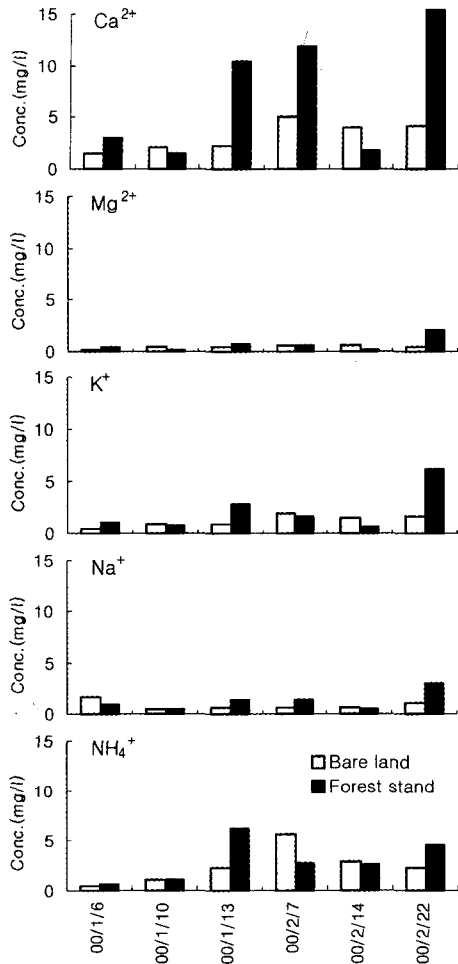 Ca2+
Conc.(mg/l)
15
10
5
0
Mg2+
Conc.(mg/l)
15
10
5
0
K+
Conc.(mg/l)
15
10
5
0
Na+
Conc.(mg/l)
15
10
5
0
NH4+
Bare land
Forest stand
Conc.(mg/l)
15
10
5
0
00/1/6
00/1/10
00/1/13
00/2/7
00/2/14
00/2/22